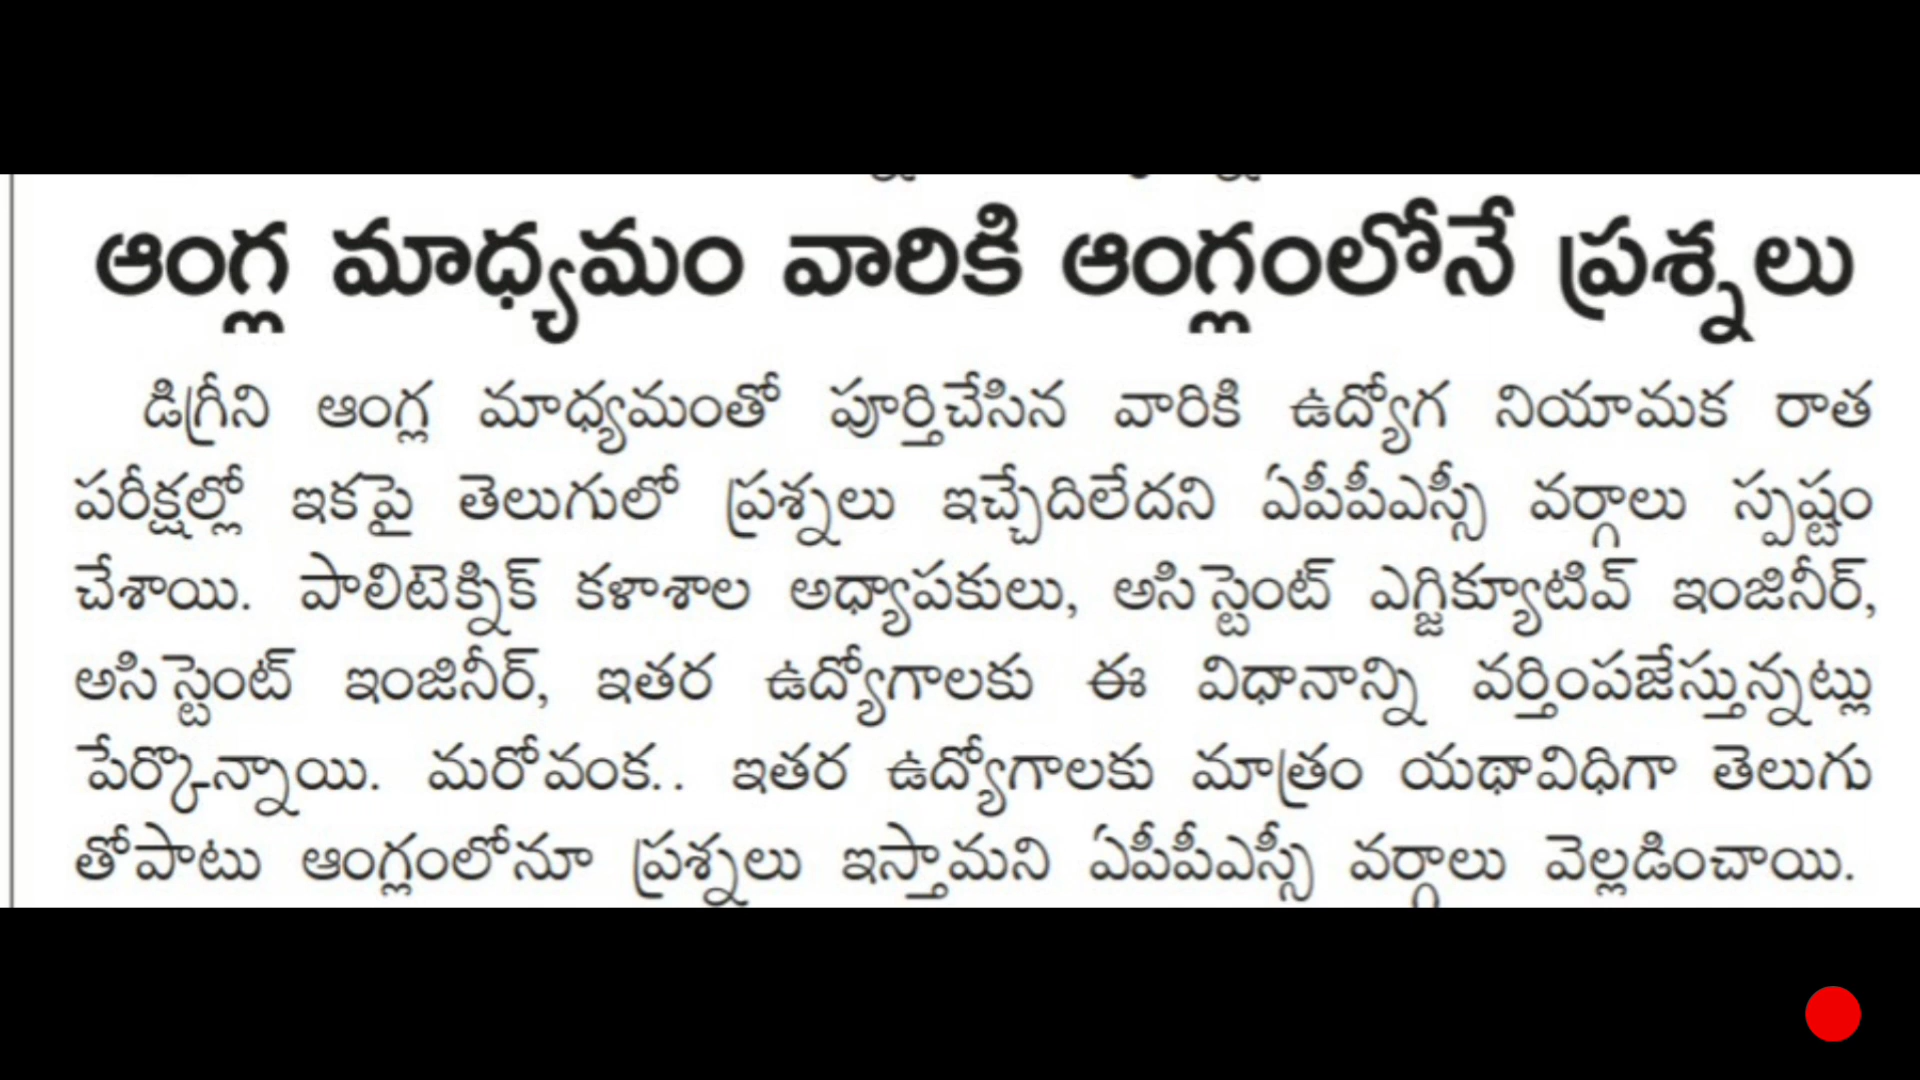 ఆంగ్ల మాధ్యమం వారికి ఆంగ్లంలోనే ప్రశ్నలు
డిగ్రీని ఆంగ్ల మాధ్యమంతో పూర్తిచేసిన వారికి ఉద్యోగ నియామక రాత
పరీక్షల్లో ఇకపై తెలుగులో ప్రశ్నలు ఇచ్చేదిలేదని ఏపీపీఎస్సీ వర్గాలు స్పష్టం
చేశాయి. పాలిటెక్నిక్ కళాశాల అధ్యాపకులు, అసిస్టెంట్ ఎగ్జిక్యూటివ్ ఇంజినీర్,
అసిస్టెంట్ ఇంజినీర్, ఇతర ఉద్యోగాలకు ఈ విధానాన్ని వర్తింపజేస్తున్నట్లు
పేర్కొన్నాయి. మరోవంక.. ఇతర ఉద్యోగాలకు మాత్రం యథావిధిగా తెలుగు
తోపాటు ఆంగ్లంలోనూ ప్రశ్నలు ఇస్తామని ఏపీపీఎస్సీ వర్గాలు వెల్లడించాయి.